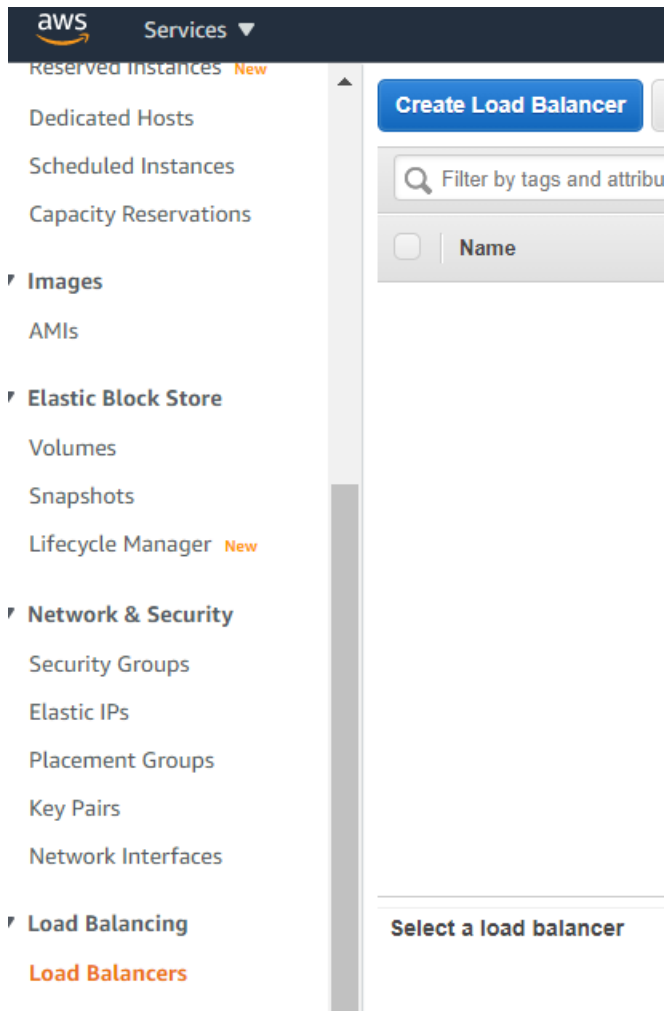 aws
Services
Reserved Instances New
Dedicated Hosts
Scheduled Instances
Capacity Reservations
Images
AMIs
Elastic Block Store
Volumes
Snapshots
Lifecycle Manager New
Network & Security
Security Groups
Elastic IPs
Placement Groups
Key Pairs
Network Interfaces
Load Balancing
Load Balancers
Create Load Balancer
Filter by tags and attribu
Name
Select a load balancer